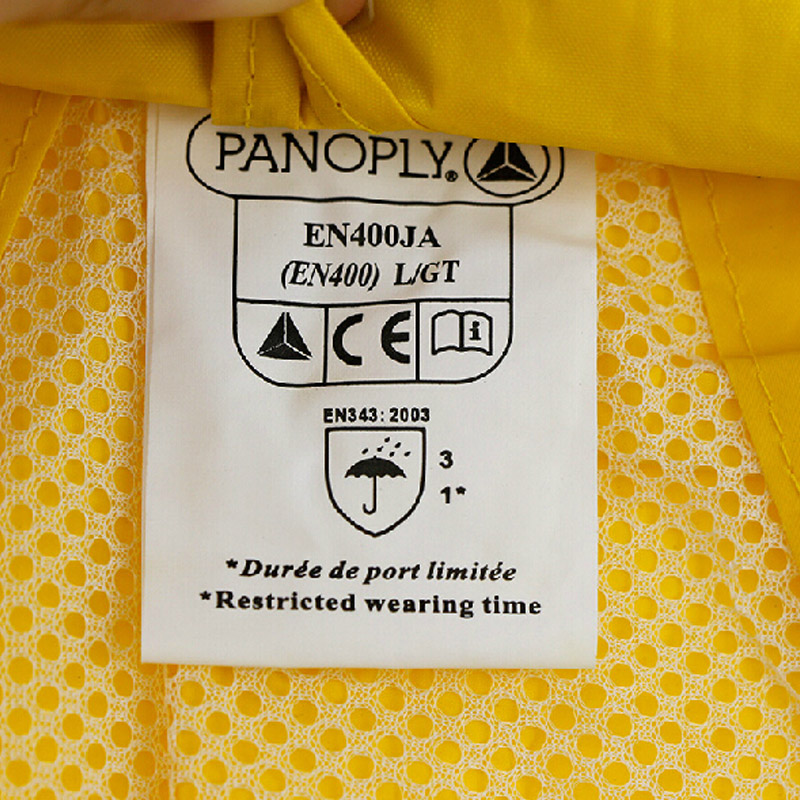 PANOPLY®
EN400JA
(EN400) L/GT
CE i
EN343: 2003
3
1*
*Durée de port limitée
*Restricted wearing time